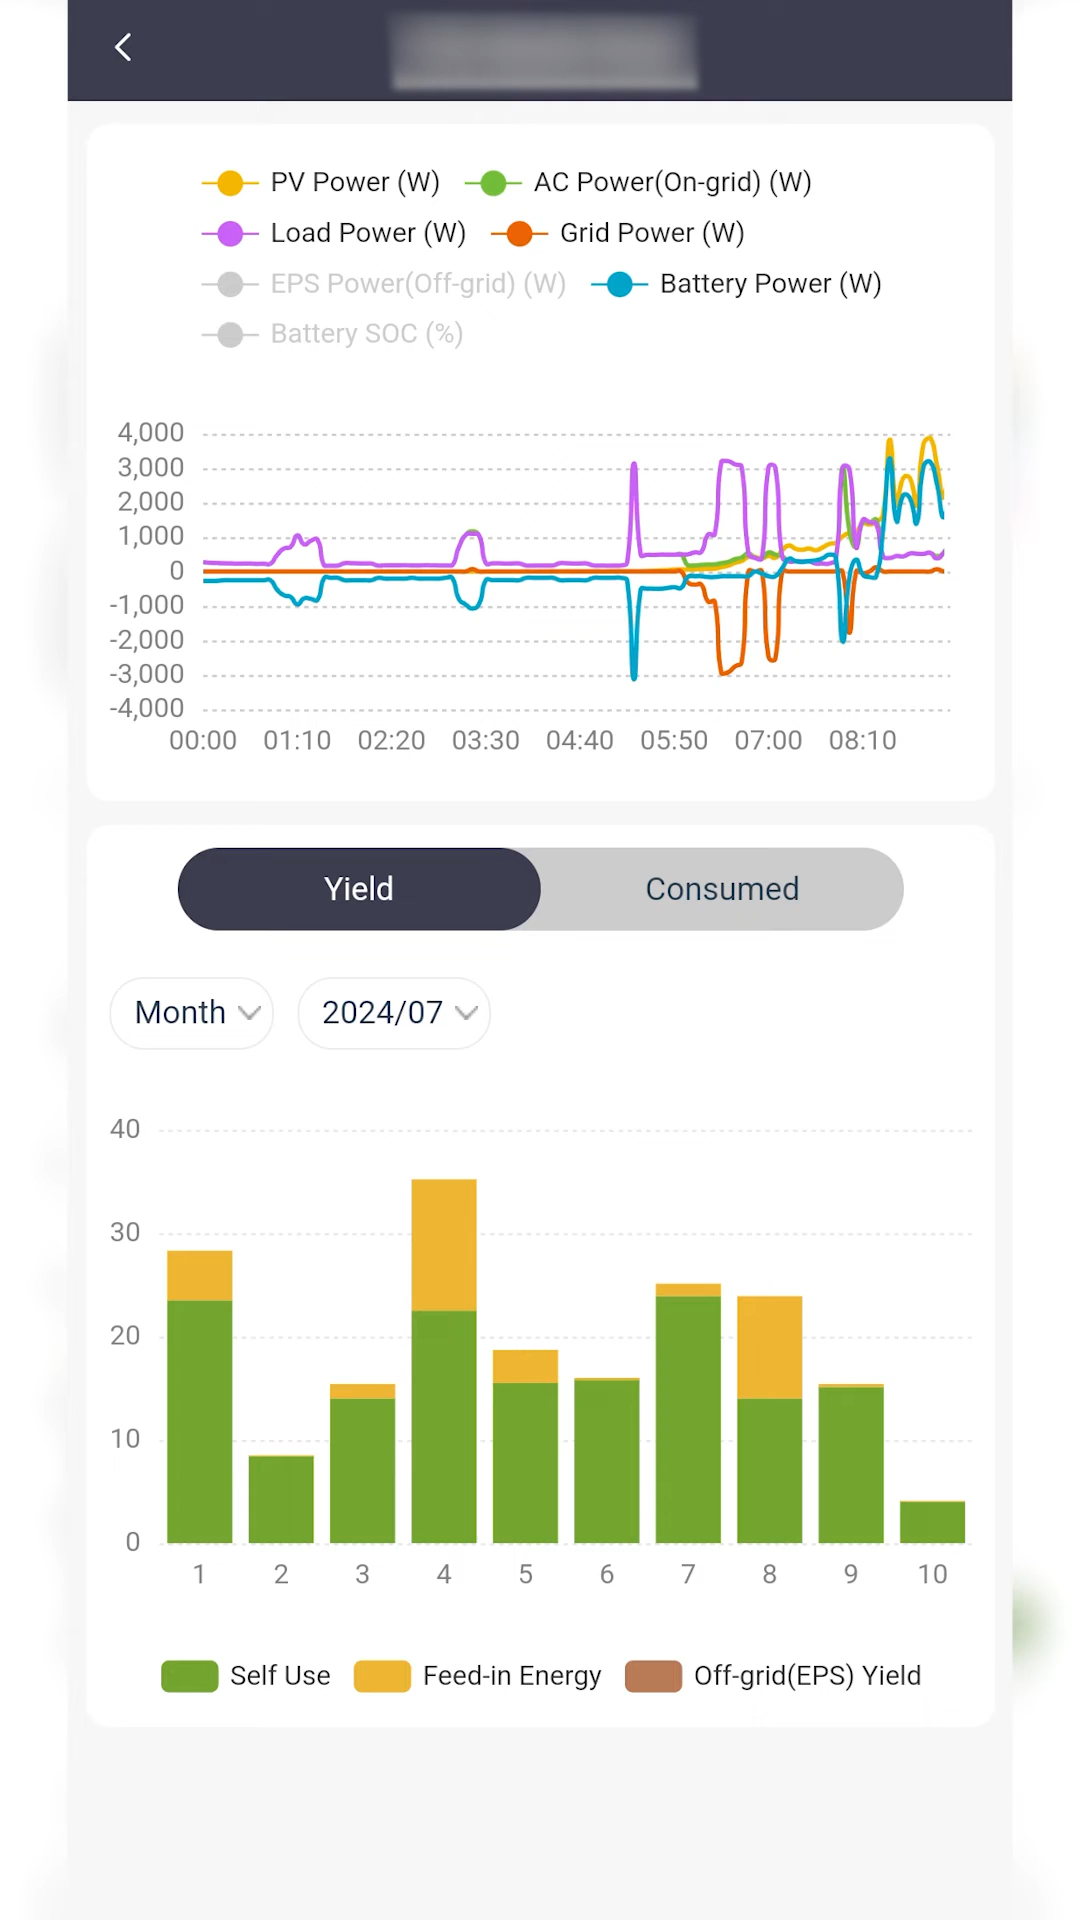 PV Power (W) AC Power(On-grid) (W)
Load Power (W) Grid Power (W)
EPS Power(Off-grid) (W) Battery Power (W)
Battery SOC (%)
4,000
3,000
2,000
1,000
0
-1,000
-2,000
-3,000
-4,000
00:00 01:10 02:20 03:30 04:40 05:50 07:00 08:10
Yield Consumed
Month 2024/07
40
30
20
10
0
1 2 3 4 5 6 7 8 9 10
Self Use Feed-in Energy Off-grid(EPS) Yield